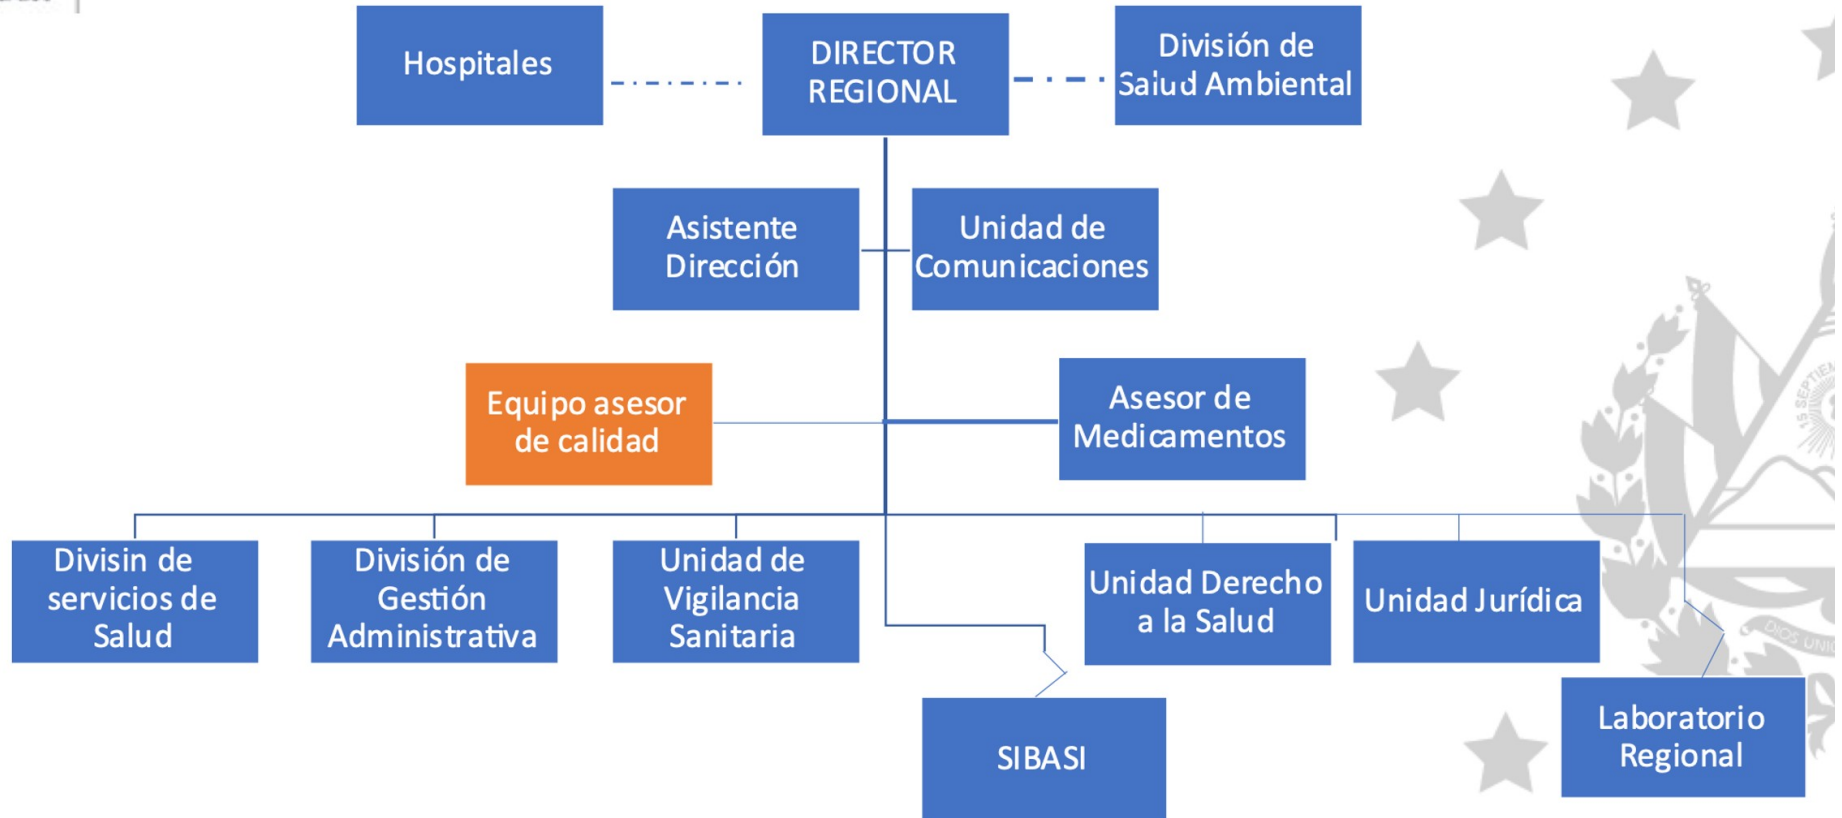 Hospitales
DIRECTOR
REGIONAL
División de
Salud Ambiental
Asistente
Dirección
Unidad de
Comunicaciones
Equipo asesor
de calidad
Asesor de
Medicamentos
Divisin de
servicios de
Salud
División de
Gestión
Administrativa
Unidad de
Vigilancia
Sanitaria
Unidad Derecho
a la Salud
Unidad Jurídica
SIBASI
Laboratorio
Regional
DIOS UNI